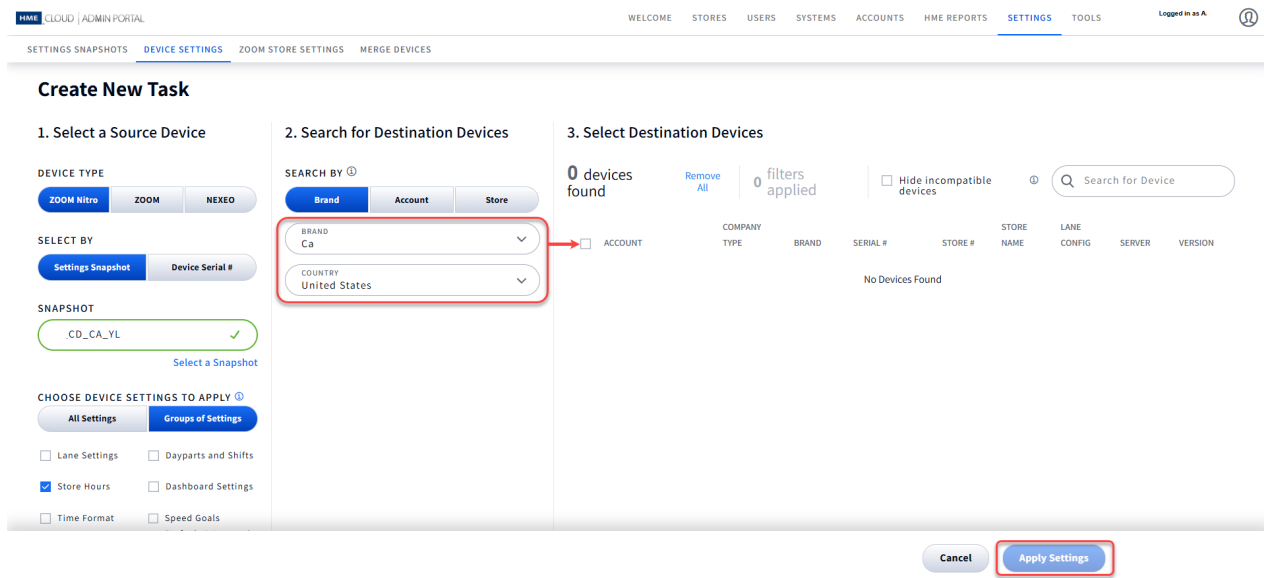 HME CLOUD | ADMIN PORTAL
WELCOME STORES USERS SYSTEMS ACCOUNTS HME REPORTS SETTINGS TOOLS
Logged in as A.
SETTINGS SNAPSHOTS DEVICE SETTINGS ZOOM STORE SETTINGS MERGE DEVICES
Create New Task
1. Select a Source Device
DEVICE TYPE
ZOOM Nitro ZOOM NEXEO
SELECT BY
Settings Snapshot Device Serial #
SNAPSHOT
_CD_CA_YL
Select a Snapshot
CHOOSE DEVICE SETTINGS TO APPLY
All Settings Groups of Settings
Lane Settings Dayparts and Shifts
Store Hours Dashboard Settings
Time Format Speed Goals
2. Search for Destination Devices
SEARCH BY
Brand Account Store
BRAND
Ca
COUNTRY
United States
3. Select Destination Devices
0 devices
found
Remove
All
0 filters
applied
Hide incompatible
devices
Search for Device
ACCOUNT COMPANY TYPE BRAND SERIAL # STORE # STORE NAME LANE CONFIG SERVER VERSION
No Devices Found
Cancel Apply Settings